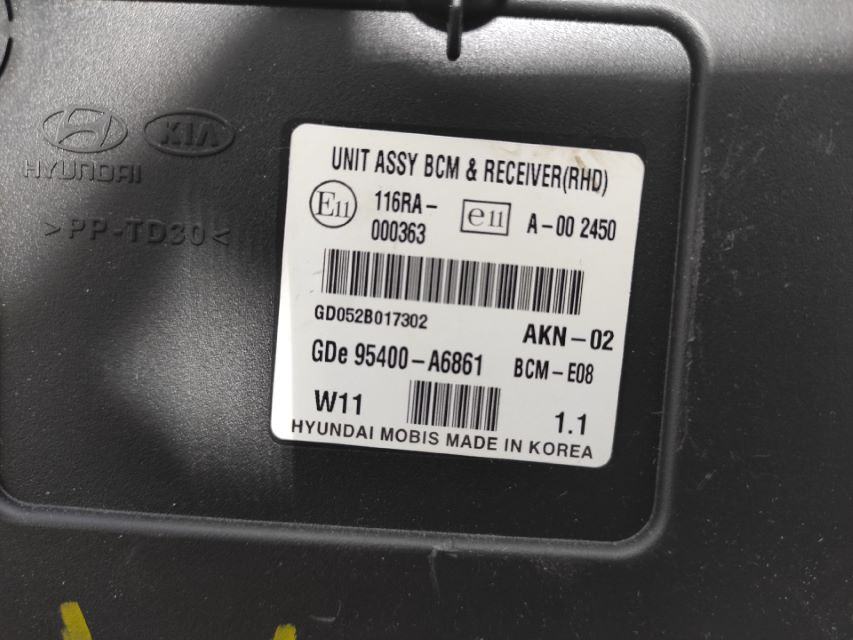 HYUNDAI
KIA
>PP-TD30<
UNIT ASSY BCM & RECEIVER(RHD)
E11 116RA-000363 e11 A-00 2450
GD052B017302
AKN-02
GDe 95400-A6861 BCM-E08
W11 1.1
HYUNDAI MOBIS MADE IN KOREA